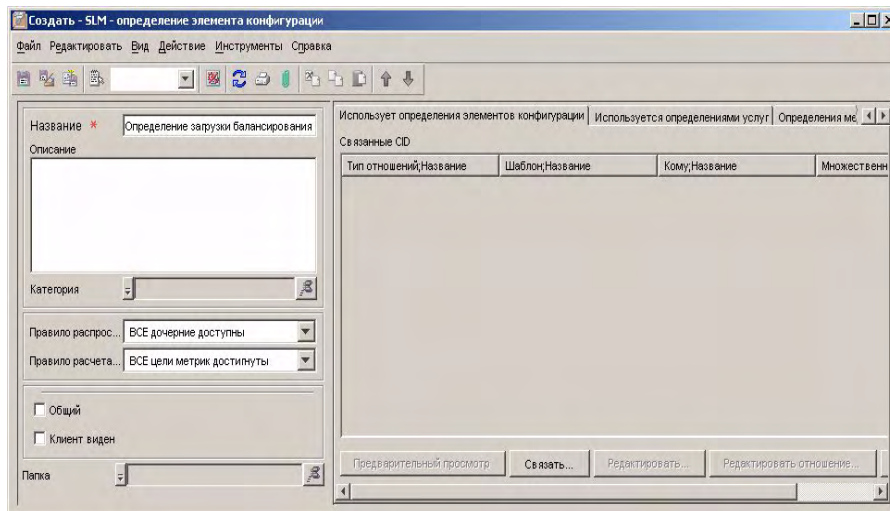 Создать - SLM - определение элемента конфигурации
Файл Редактировать Вид Действие Инструменты Справка
Название *
Определение загрузки балансирования
Описание
Категория
Правило распрос... ВСЕ дочерние доступны
Правило расчета... ВСЕ цели метрик достигнуты
Общий
Клиент виден
Папка
Использует определения элементов конфигурации Используется определениями услуг Определения ме
Связанные CID
Тип отношений;Название Шаблон;Название Кому;Название Множественн
Предварительный просмотр Связать... Редактировать... Редактировать отношение...